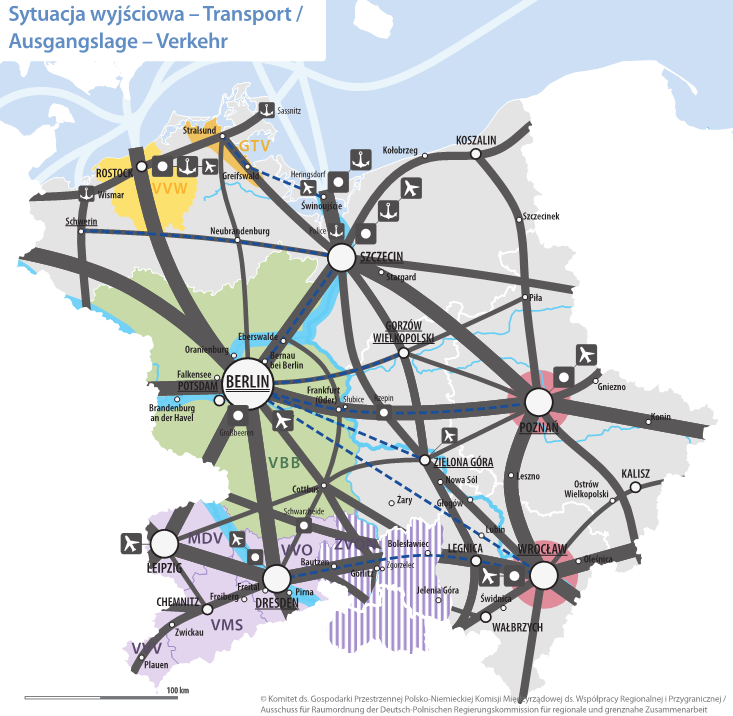 Sytuacja wyjściowa – Transport /
Ausgangslage – Verkehr
Sassnitz
Stralsund
GTV
Greifswald
ROSTOCK
VVW
Wismar
Schwerin
Neubrandenburg
Heringsdorf
Świnoujście
Police
Kołobrzeg
KOSZALIN
Szczecinek
SZCZECIN
Stargard
Piła
GORZÓW
WIELKOPOLSKI
Eberswalde
Oranienburg
Bernau
bei Berlin
Falkensee
POTSDAM
BERLIN
Brandenburg
an der Havel
Großbeeren
Frankfurt
(Oder)
Słubice
Rzepin
Gniezno
POZNAŃ
Konin
VBB
ZIELONA GÓRA
Nowa Sól
Cottbus
Żary
Głogów
Leszno
Ostrów
Wielkopolski
KALISZ
Schwarzheide
Lubin
MDV
VVO
ZVON
LEIPZIG
Bautzen
Görlitz
Zgorzelec
Bolesławiec
LEGNICA
WROCŁAW
Oleśnica
Freital
DRESDEN
Pirna
Freiberg
CHEMNITZ
VMS
Jelenia Góra
Świdnica
WAŁBRZYCH
Zwickau
VVV
Plauen
100 km
© Komitet ds. Gospodarki Przestrzennej Polsko-Niemieckiej Komisji Międzyrządowej ds. Współpracy Regionalnej i Przygranicznej /
Ausschuss für Raumordnung der Deutsch-Polnischen Regierungskommission für regionale und grenznahe Zusammenarbeit